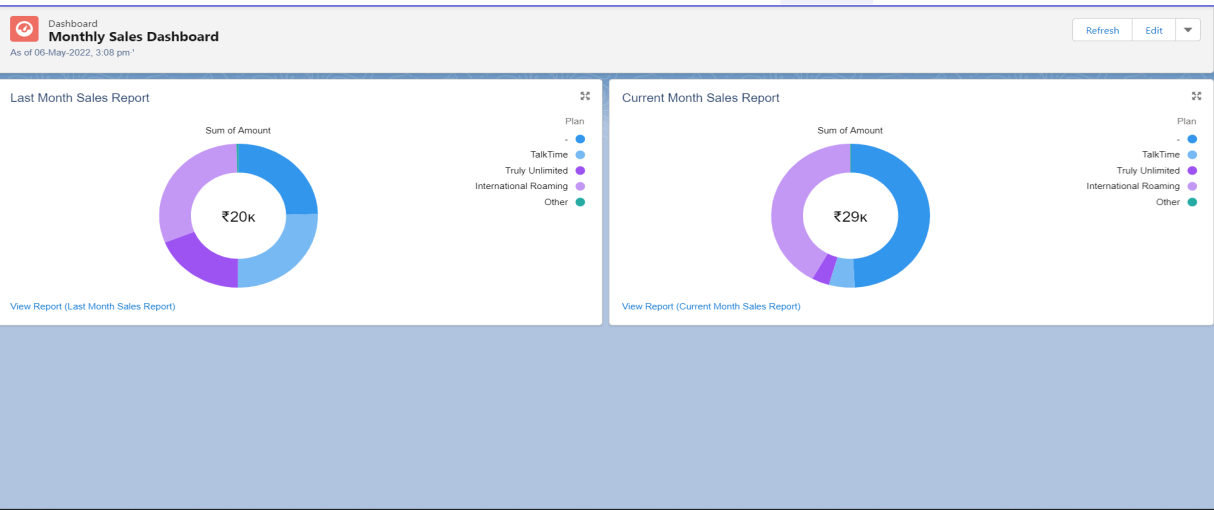 Dashboard
Monthly Sales Dashboard
As of 06-May-2022, 3:08 pm
Refresh
Edit
Last Month Sales Report
Sum of Amount
₹20K
Plan
-
TalkTime
Truly Unlimited
International Roaming
Other
View Report (Last Month Sales Report)
Current Month Sales Report
Sum of Amount
₹29K
Plan
-
TalkTime
Truly Unlimited
International Roaming
Other
View Report (Current Month Sales Report)